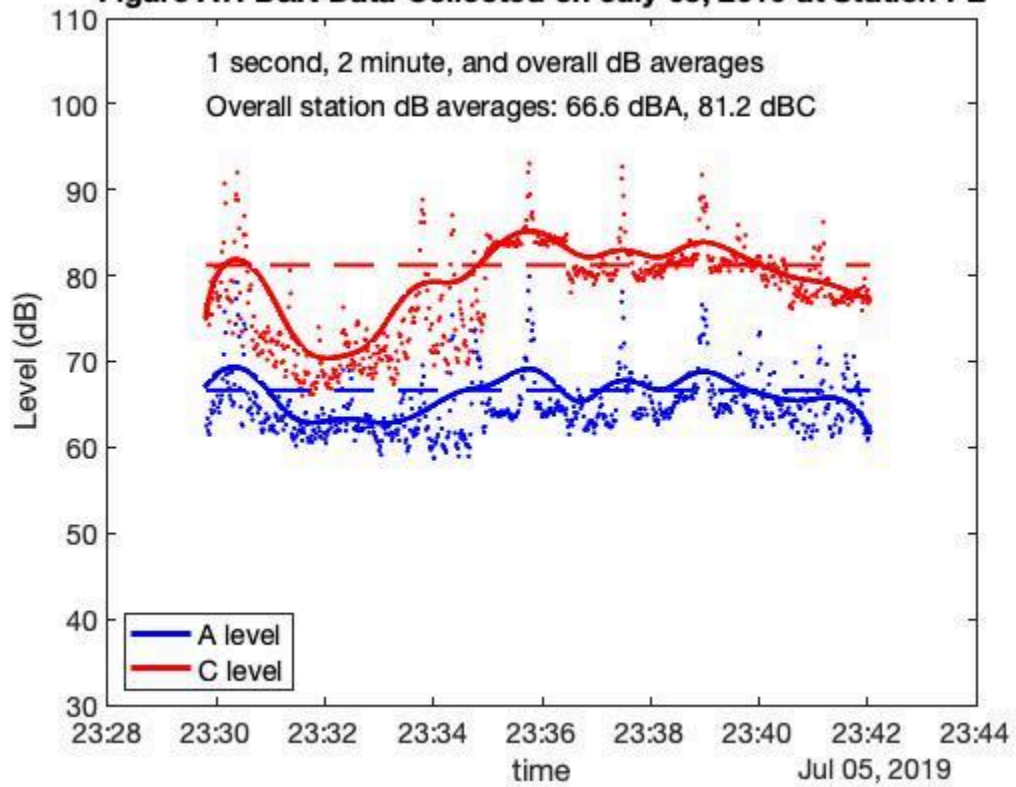 110
1 second, 2 minute, and overall dB averages
Overall station dB averages: 66.6 dBA, 81.2 dBC
100
90
80
70
60
50
40
30
Level (dB)
A level
C level
23:28 23:30 23:32 23:34 23:36 23:38 23:40 23:42 23:44
time
Jul 05, 2019